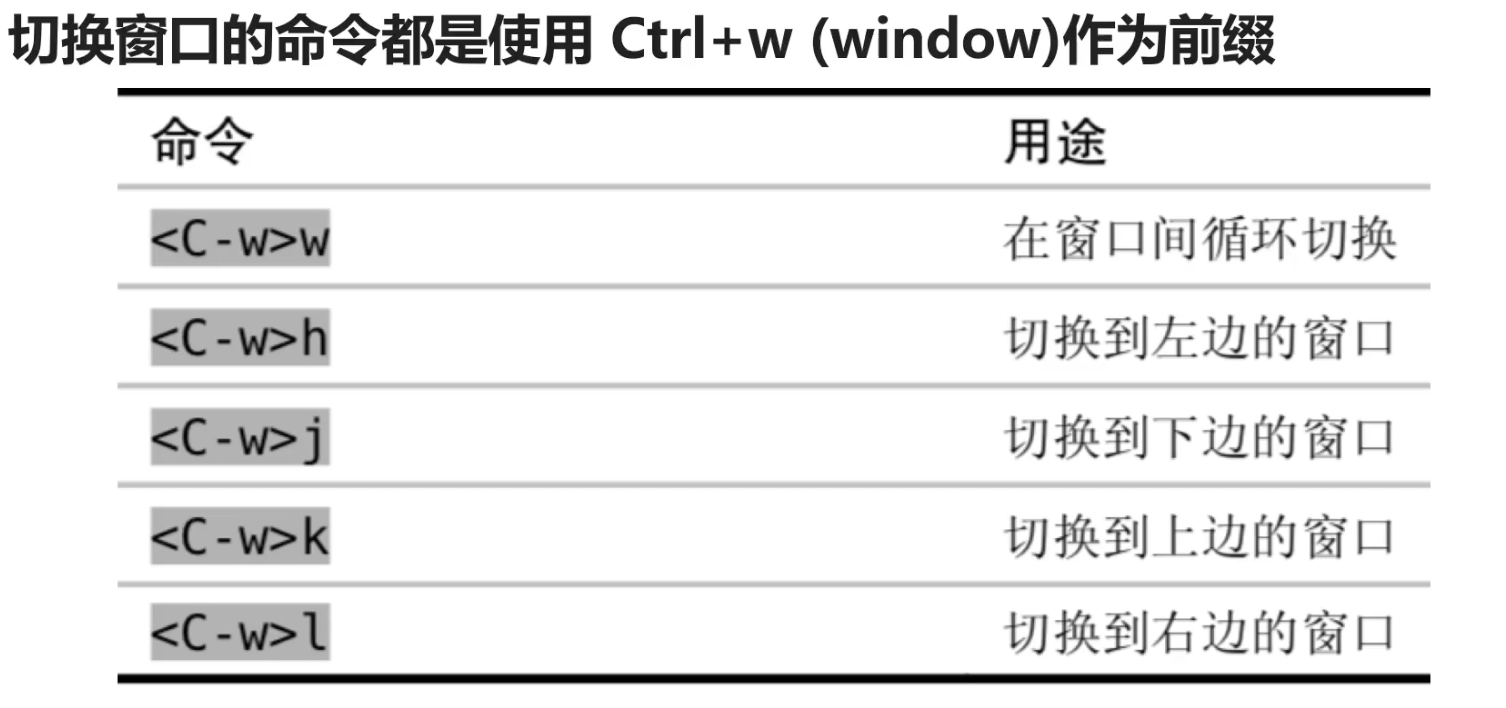 切换窗口的命令都是使用 Ctrl+w (window)作为前缀
命令 用途
<C-w>w 在窗口间循环切换
<C-w>h 切换到左边的窗口
<C-w>j 切换到下边的窗口
<C-w>k 切换到上边的窗口
<C-w>l 切换到右边的窗口